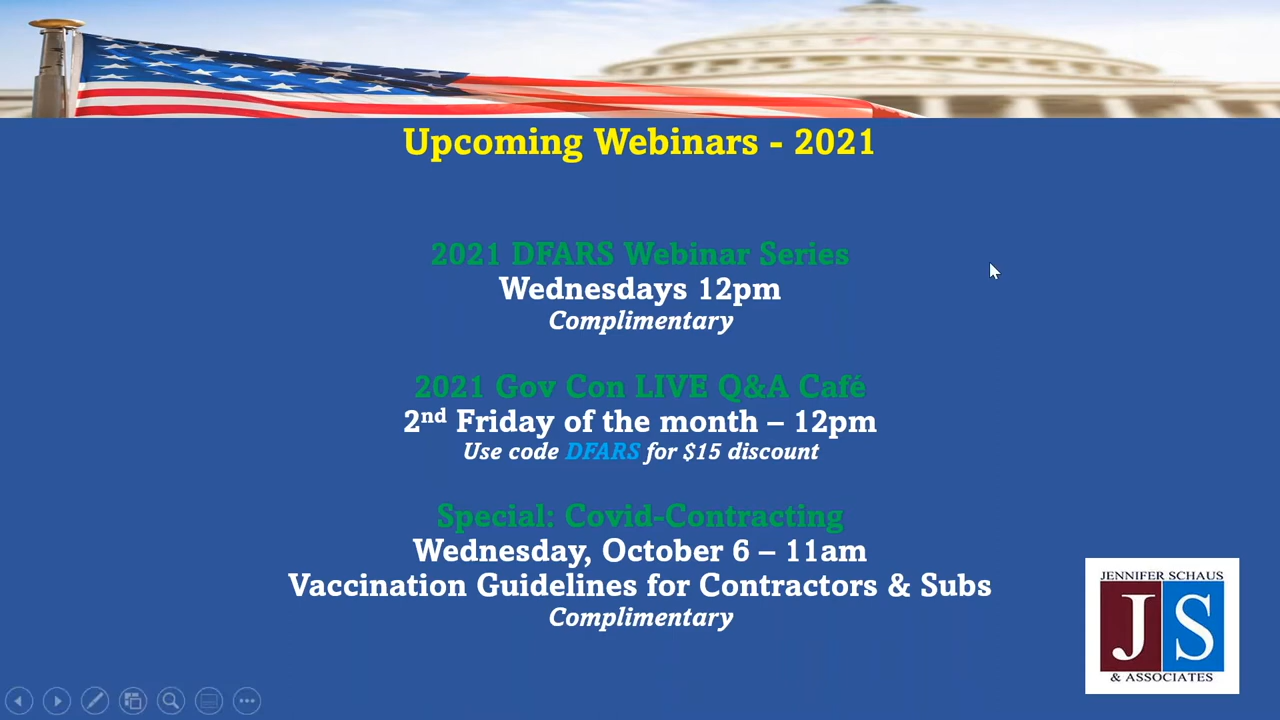 Upcoming Webinars - 2021
2021 DFARS Webinar Series
Wednesdays 12pm
Complimentary
2021 Gov Con LIVE Q&A Café
2nd Friday of the month – 12pm
Use code DFARS for $15 discount
Special: Covid-Contracting
Wednesday, October 6 – 11am
Vaccination Guidelines for Contractors & Subs
Complimentary
JENNIFER SCHAUS
JS
& ASSOCIATES